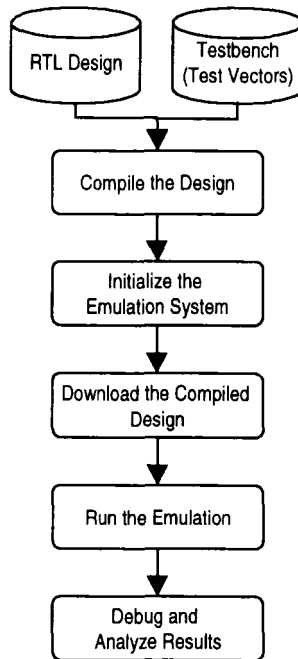 RTL Design
Testbench
(Test Vectors)
Compile the Design
Initialize the
Emulation System
Download the Compiled
Design
Run the Emulation
Debug and
Analyze Results